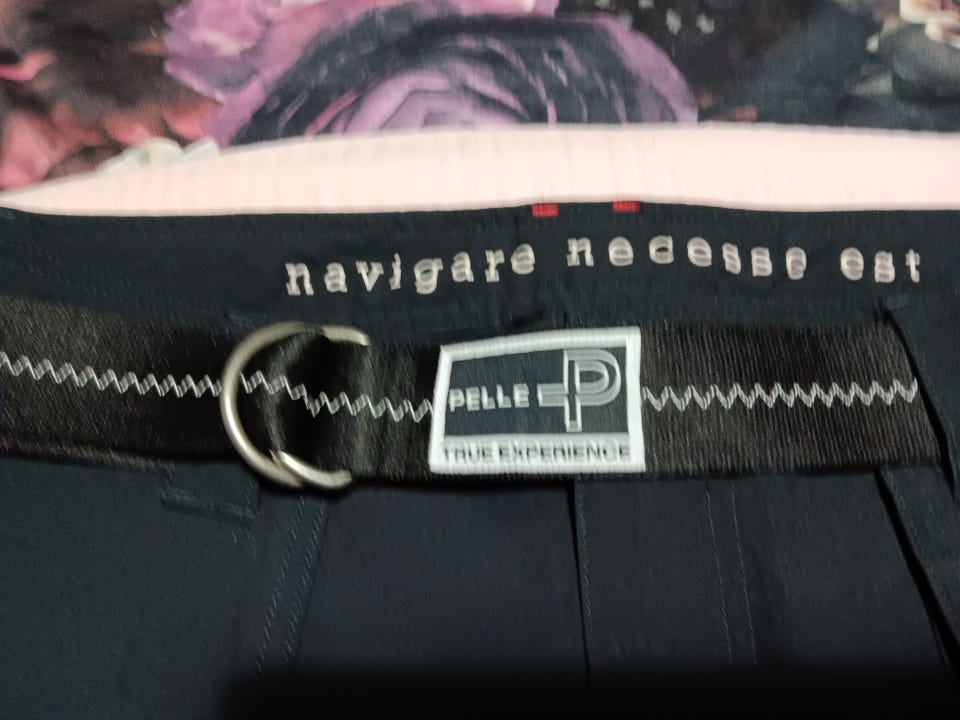 navigare necesse est
PELLE P
TRUE EXPERIENCE